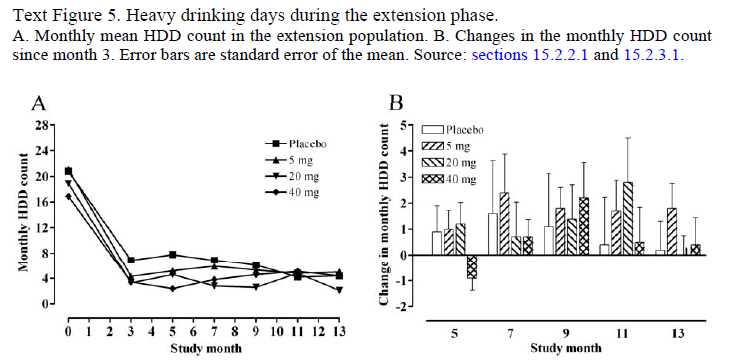 Text Figure 5. Heavy drinking days during the extension phase.
A. Monthly mean HDD count in the extension population. B. Changes in the monthly HDD count
since month 3. Error bars are standard error of the mean. Source: sections 15.2.2.1 and 15.2.3.1.
A
28
24
20
16
12
8
4
0
Monthly HDD count
Placebo
5 mg
20 mg
40 mg
0 1 2 3 4 5 6 7 8 9 10 11 12 13
Study month
B
5
4
3
2
1
0
-1
-2
Change in monthly HDD count
Placebo
5 mg
20 mg
40 mg
5 7 9 11 13
Study month